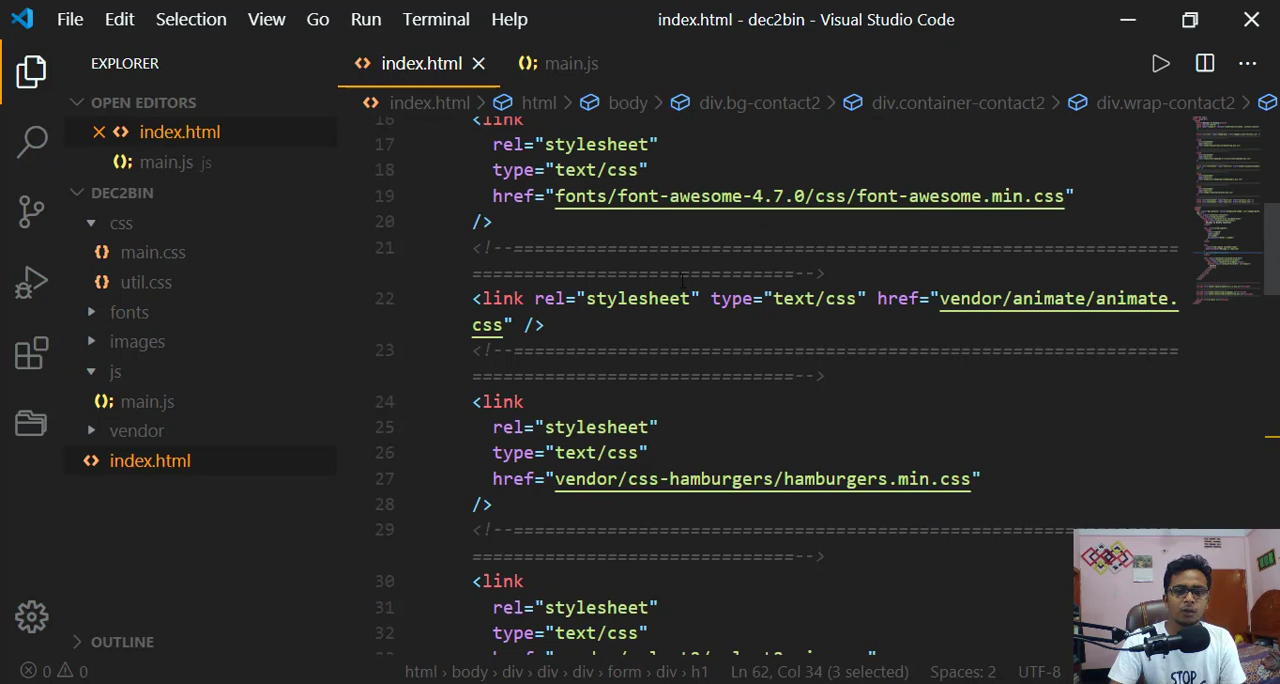 File Edit Selection View Go Run Terminal Help index.html - dec2bin - Visual Studio Code
EXPLORER
OPEN EDITORS
index.html
main.js js
DEC2BIN
css
main.css
util.css
fonts
images
js
main.js
vendor
index.html
OUTLINE
index.html main.js
index.html > html > body > div.bg-contact2 > div.container-contact2 > div.wrap-contact2 >
16 <link
17 rel="stylesheet"
18 type="text/css"
19 href="fonts/font-awesome-4.7.0/css/font-awesome.min.css"
20 />
21 <!--=================================================================
===============================-->
22 <link rel="stylesheet" type="text/css" href="vendor/animate/animate.
css" />
23 <!--=================================================================
===============================-->
24 <link
25 rel="stylesheet"
26 type="text/css"
27 href="vendor/css-hamburgers/hamburgers.min.css"
28 />
29 <!--=================================================================
===============================-->
30 <link
31 rel="stylesheet"
32 type="text/css"
33
0 0 html > body > div > div > div > form > div > h1 Ln 62, Col 34 (3 selected) Spaces: 2 UTF-8
STOP